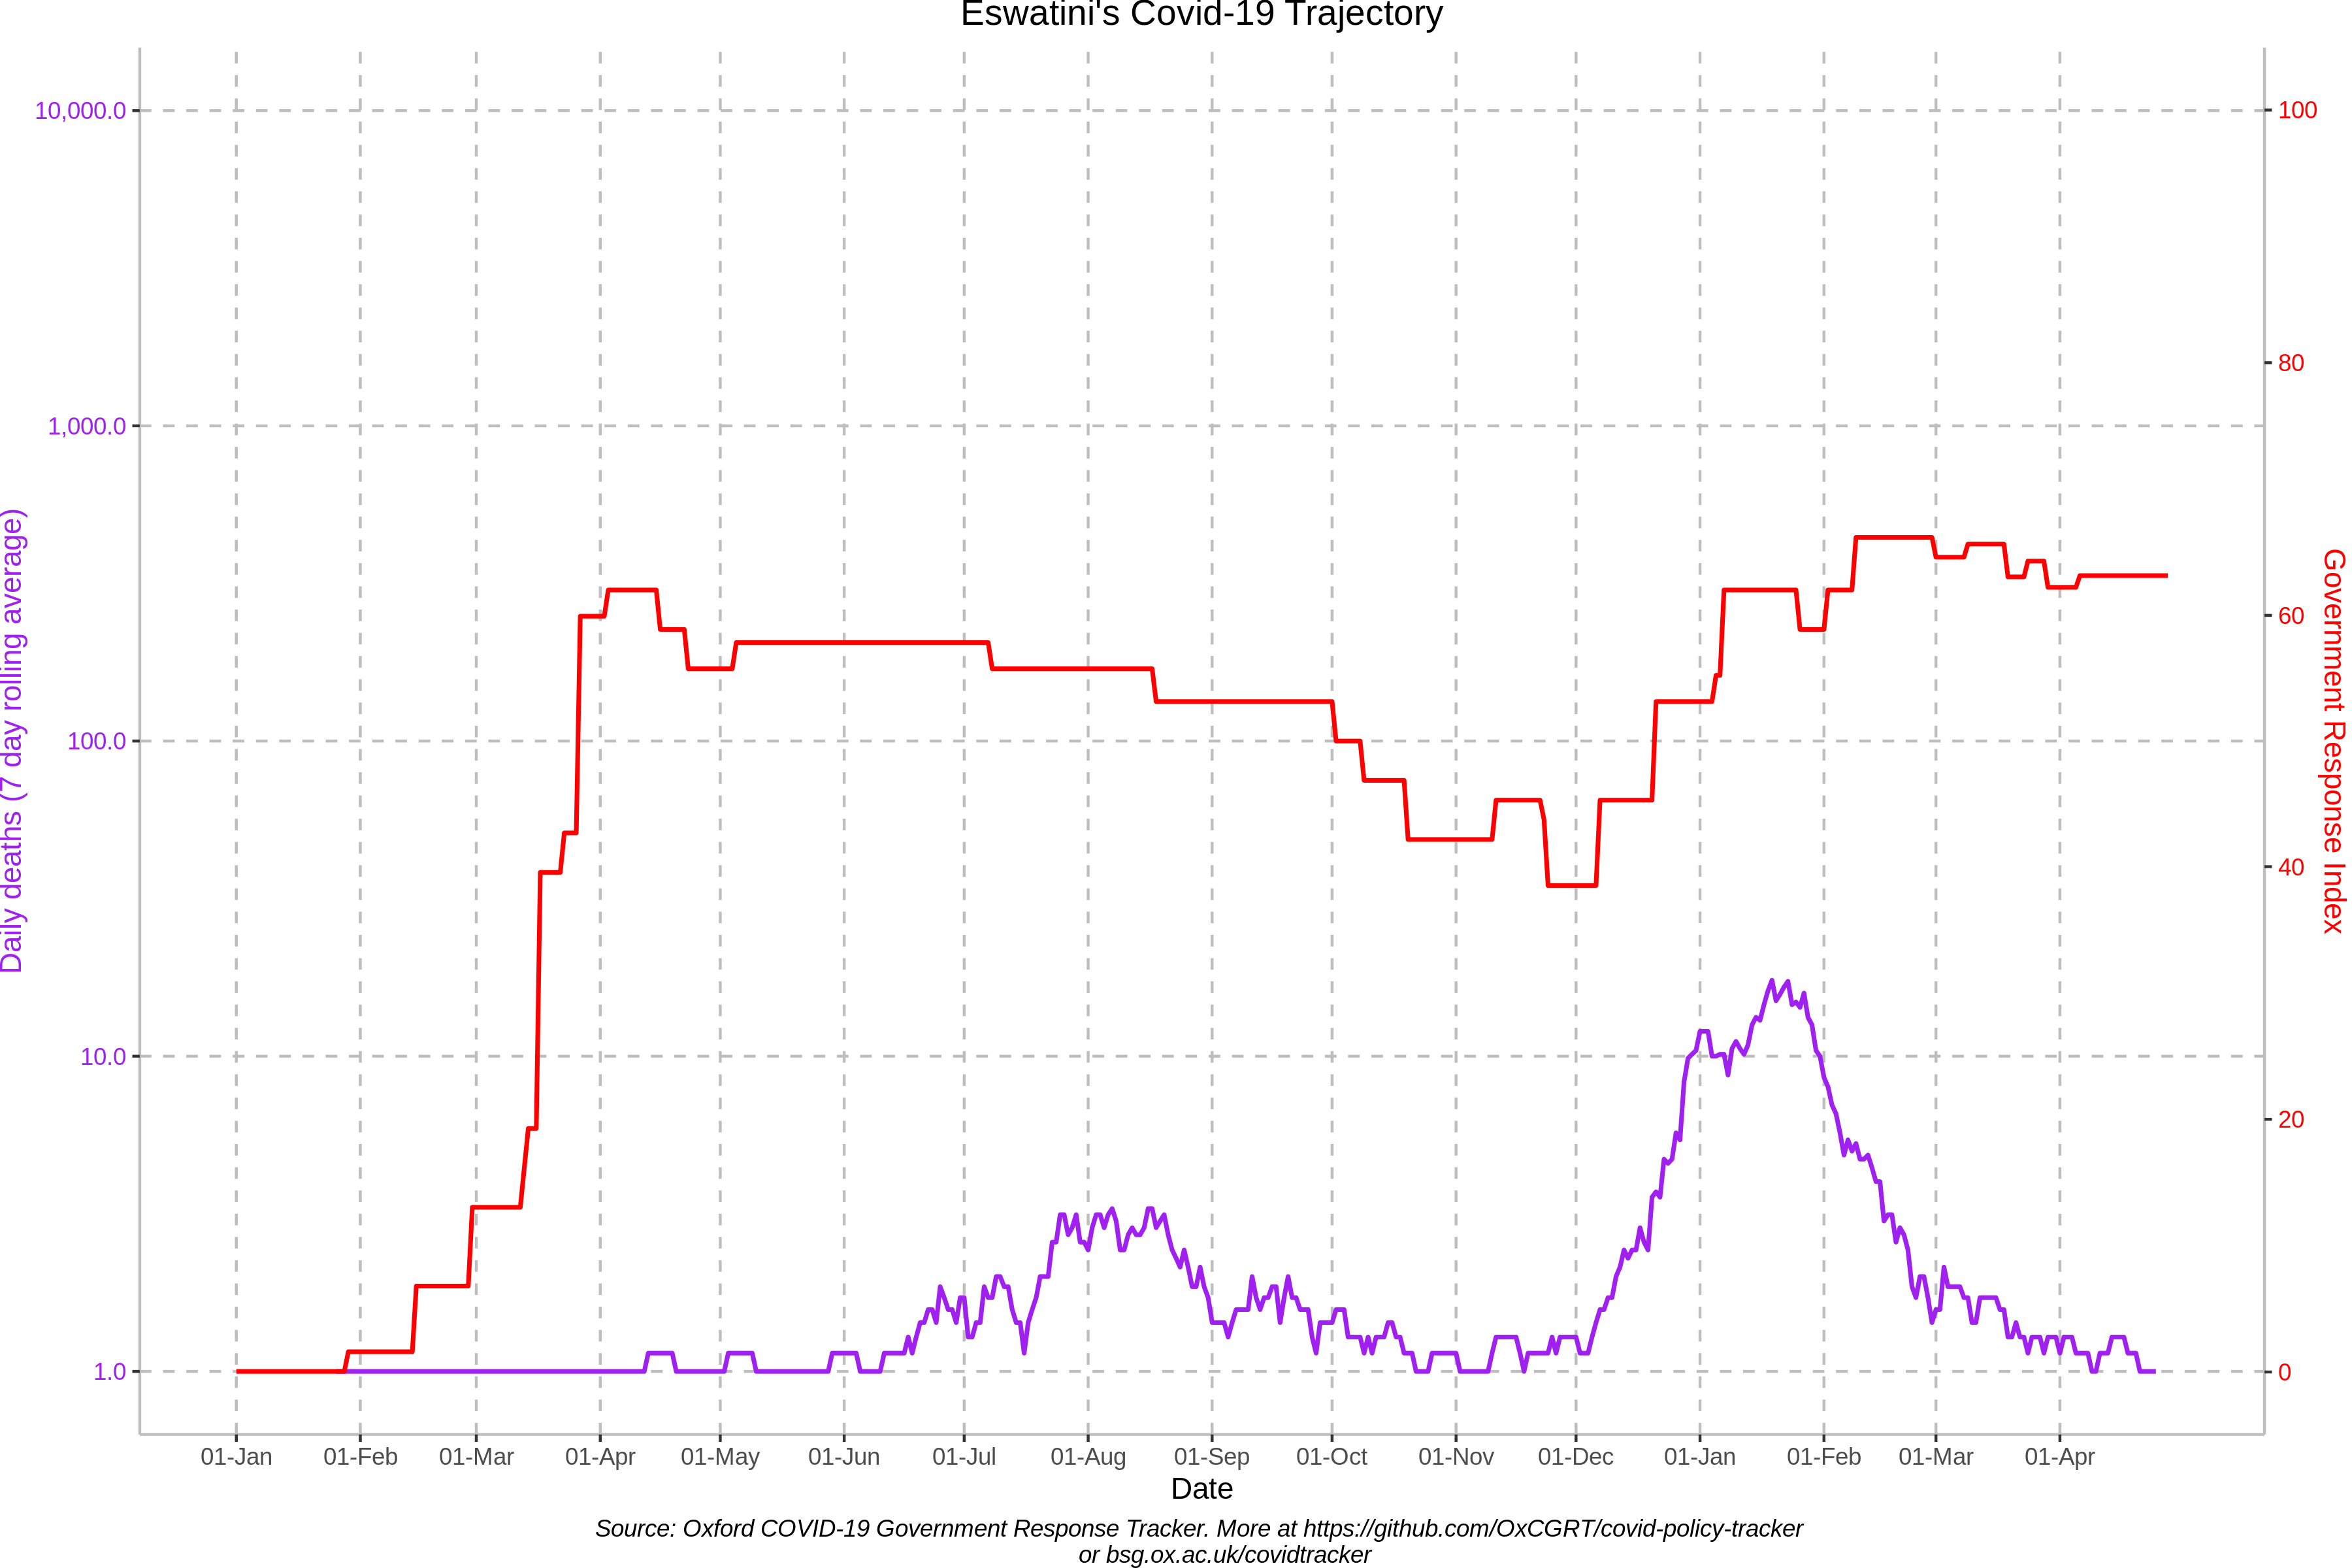 Eswatini's Covid-19 Trajectory
10,000.0
1,000.0
100.0
10.0
1.0
Daily deaths (7 day rolling average)
100
80
60
40
20
0
Government Response Index
01-Jan 01-Feb 01-Mar 01-Apr 01-May 01-Jun 01-Jul 01-Aug 01-Sep 01-Oct 01-Nov 01-Dec 01-Jan 01-Feb 01-Mar 01-Apr
Date
Source: Oxford COVID-19 Government Response Tracker. More at https://github.com/OxCGRT/covid-policy-tracker
or bsg.ox.ac.uk/covidtracker